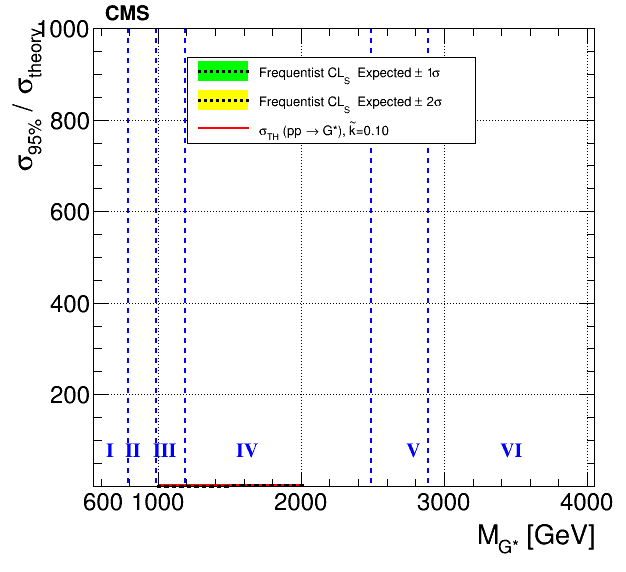 CMS
σ95% / σtheory
1000
800
600
400
200
Frequentist CLS Expected ± 1σ
Frequentist CLS Expected ± 2σ
σTH (pp → G*), k̃=0.10
I II III IV V VI
600 1000 2000 3000 4000
MG* [GeV]